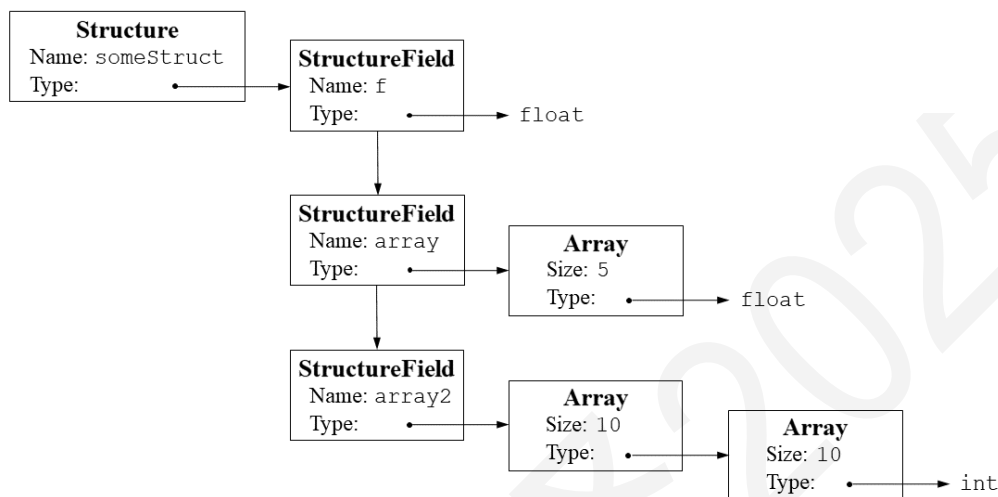 Structure
Name: someStruct
Type:
StructureField
Name: f
Type:
float
StructureField
Name: array
Type:
Array
Size: 5
Type:
float
StructureField
Name: array2
Type:
Array
Size: 10
Type:
Array
Size: 10
Type:
int